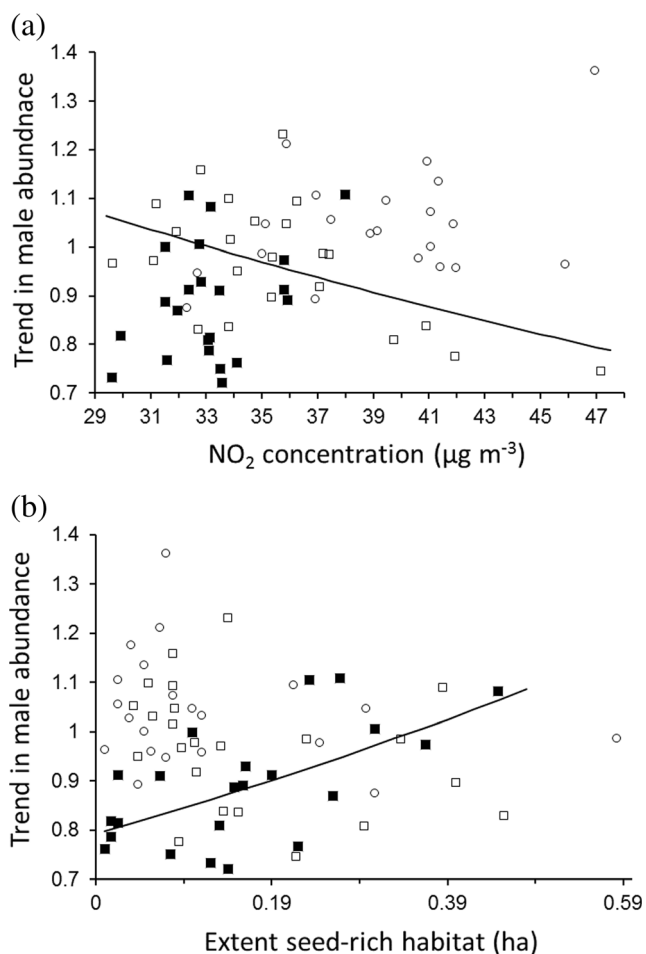 (a)
1.4
1.3
1.2
1.1
1
0.9
0.8
0.7
Trend in male abundnace
29 31 33 35 37 39 41 43 45 47
NO₂ concentration (µg m⁻³)
(b)
1.4
1.3
1.2
1.1
1
0.9
0.8
0.7
Trend in male abundance
0 0.19 0.39 0.59
Extent seed-rich habitat (ha)